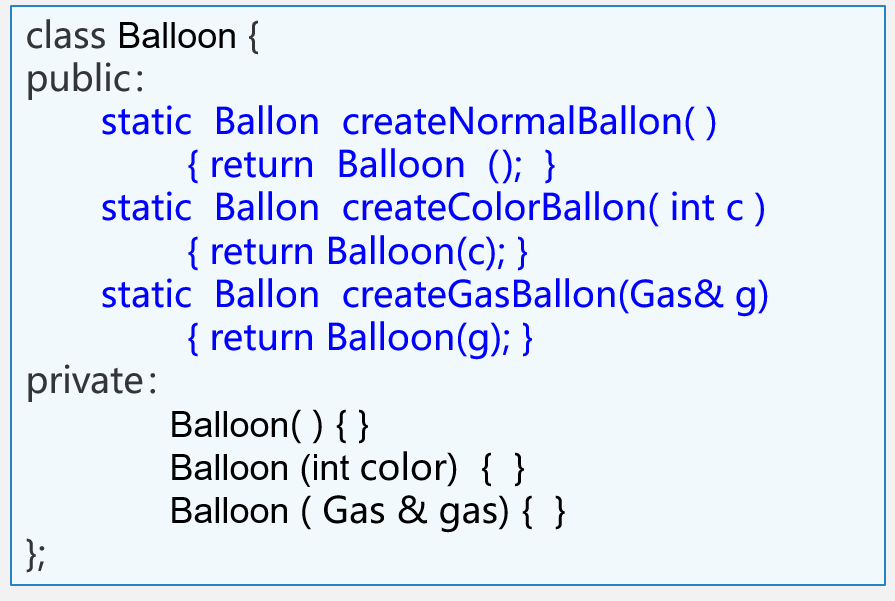 class Balloon {
public:
static Ballon createNormalBallon( )
{ return Balloon (); }
static Ballon createColorBallon( int c )
{ return Balloon(c); }
static Ballon createGasBallon(Gas& g)
{ return Balloon(g); }
private:
Balloon( ) { }
Balloon (int color) { }
Balloon ( Gas & gas) { }
};